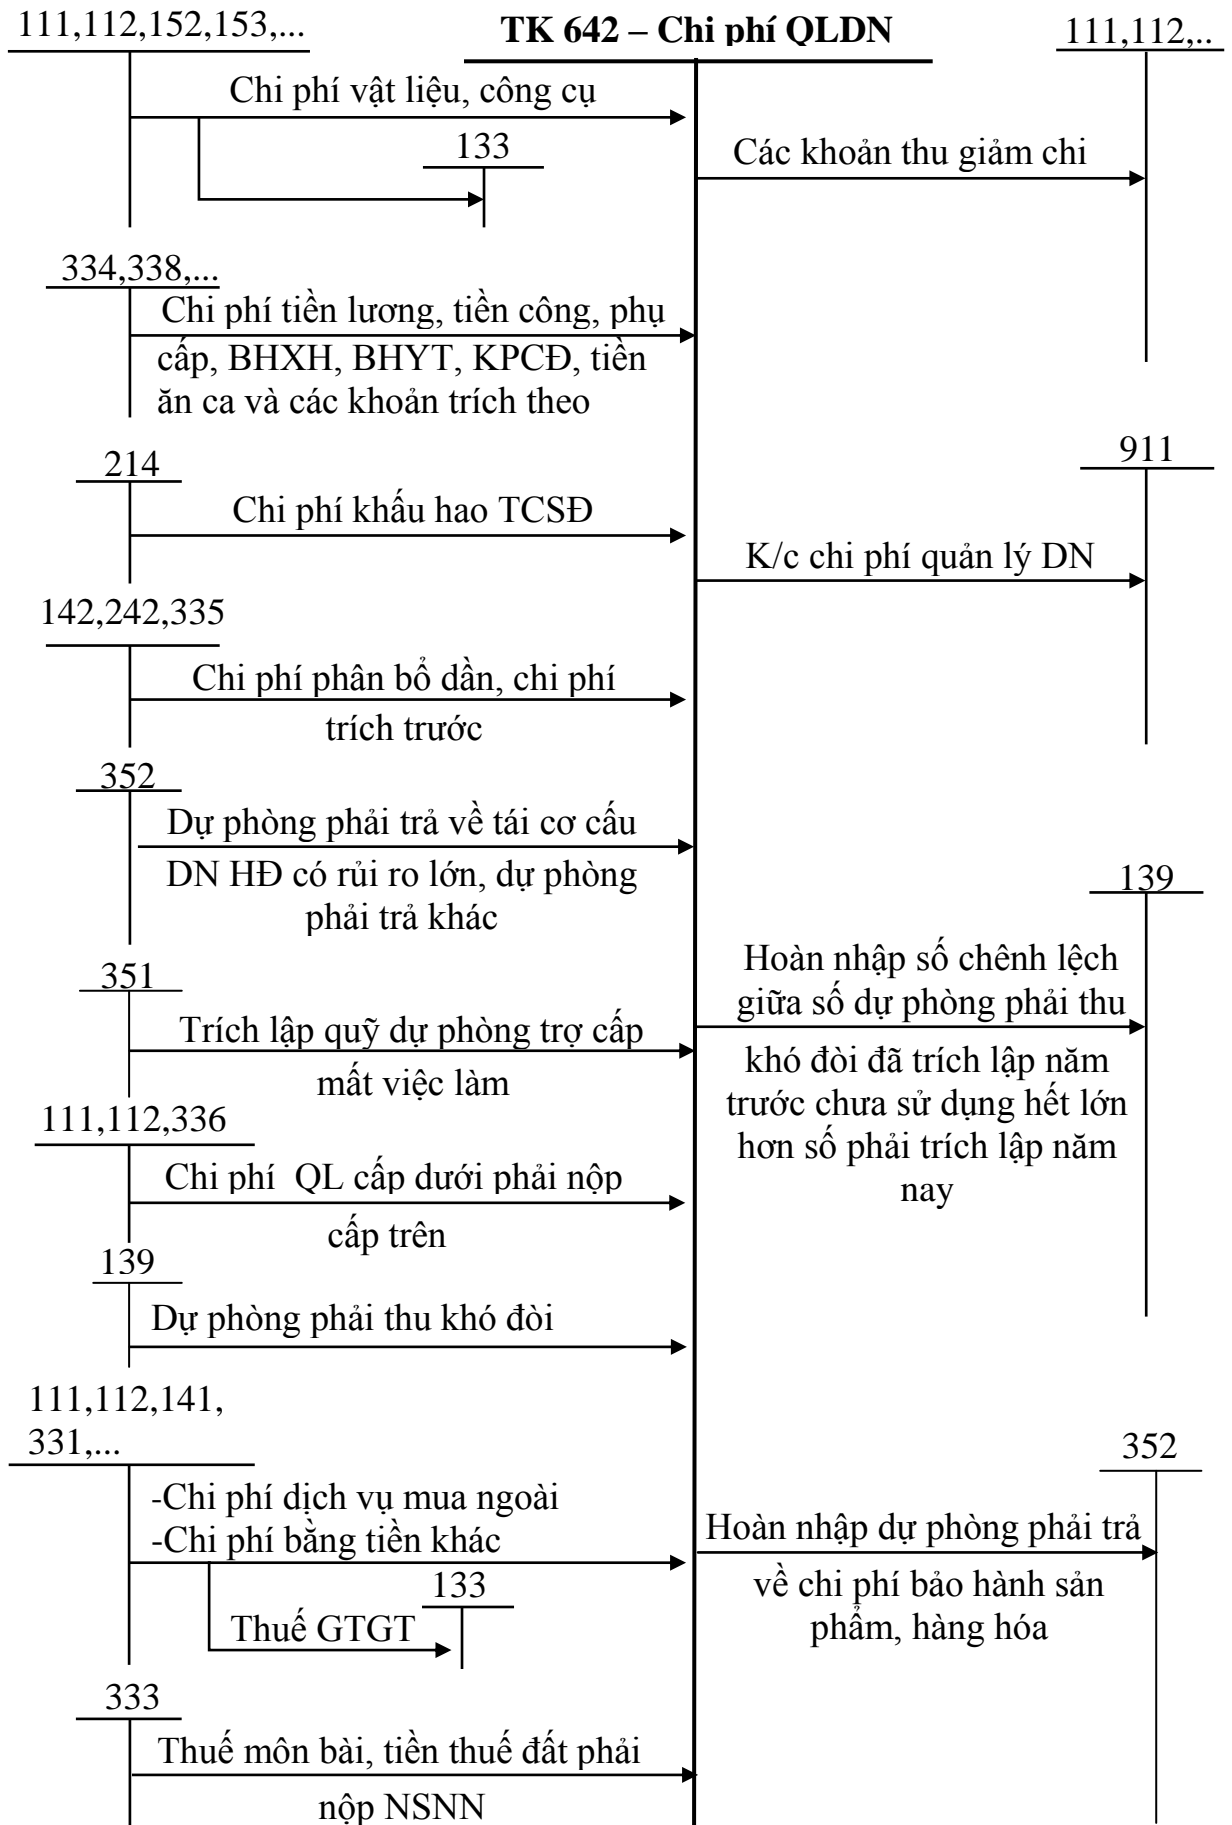 111,112,152,153,...
TK 642 – Chi phí QLDN
111,112,..
Chi phí vật liệu, công cụ
133
Các khoản thu giảm chi
334,338,...
Chi phí tiền lương, tiền công, phụ
cấp, BHXH, BHYT, KPCĐ, tiền
ăn ca và các khoản trích theo
214
911
Chi phí khấu hao TCSĐ
K/c chi phí quản lý DN
142,242,335
Chi phí phân bổ dần, chi phí
trích trước
352
Dự phòng phải trả về tái cơ cấu
DN HĐ có rủi ro lớn, dự phòng
phải trả khác
139
Hoàn nhập số chênh lệch
giữa số dự phòng phải thu
khó đòi đã trích lập năm
trước chưa sử dụng hết lớn
hơn số phải trích lập năm
nay
351
Trích lập quỹ dự phòng trợ cấp
mất việc làm
111,112,336
Chi phí  QL cấp dưới phải nộp
cấp trên
139
Dự phòng phải thu khó đòi
111,112,141,
331,...
352
-Chi phí dịch vụ mua ngoài
-Chi phí bằng tiền khác
133
Thuế GTGT
Hoàn nhập dự phòng phải trả
về chi phí bảo hành sản
phẩm, hàng hóa
333
Thuế môn bài, tiền thuế đất phải
nộp NSNN